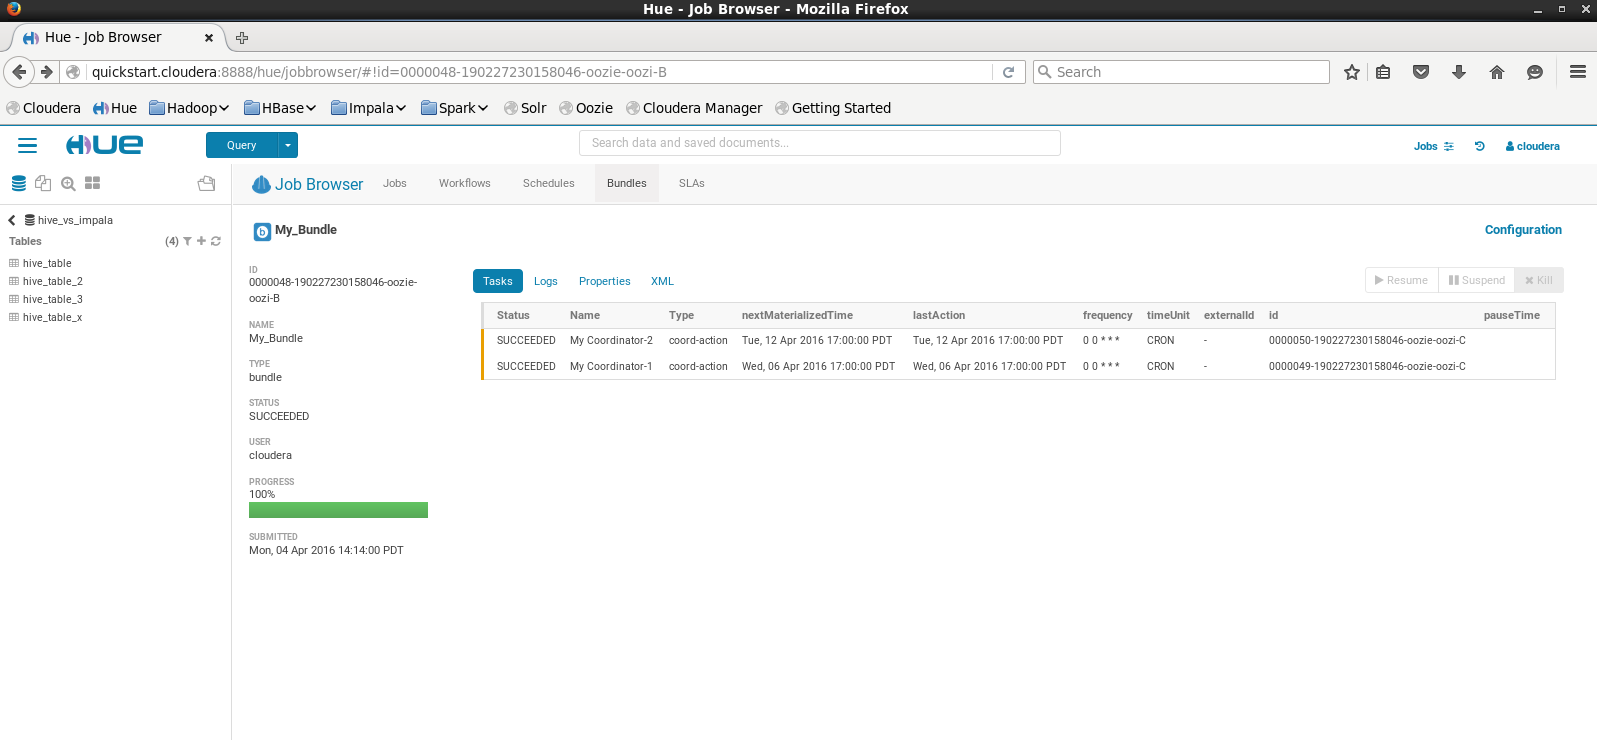 Hue - Job Browser - Mozilla Firefox
Hue - Job Browser
quickstart.cloudera:8888/hue/jobbrowser/#!id=0000048-190227230158046-oozie-oozi-B
Search
Cloudera Hue Hadoop HBase Impala Spark Solr Oozie Cloudera Manager Getting Started
HUE
Query
Search data and saved documents...
Jobs
cloudera
Job Browser Jobs Workflows Schedules Bundles SLAs
hive_vs_impala
Tables (4)
hive_table
hive_table_2
hive_table_3
hive_table_x
My_Bundle
Configuration
ID
0000048-190227230158046-oozie-
oozi-B
NAME
My_Bundle
TYPE
bundle
STATUS
SUCCEEDED
USER
cloudera
PROGRESS
100%
SUBMITTED
Mon, 04 Apr 2016 14:14:00 PDT
Tasks Logs Properties XML
Resume Suspend Kill
Status Name Type nextMaterializedTime lastAction frequency timeUnit externalId id pauseTime
SUCCEEDED My Coordinator-2 coord-action Tue, 12 Apr 2016 17:00:00 PDT Tue, 12 Apr 2016 17:00:00 PDT 0 0 * * * CRON - 0000050-190227230158046-oozie-oozi-C
SUCCEEDED My Coordinator-1 coord-action Wed, 06 Apr 2016 17:00:00 PDT Wed, 06 Apr 2016 17:00:00 PDT 0 0 * * * CRON - 0000049-190227230158046-oozie-oozi-C